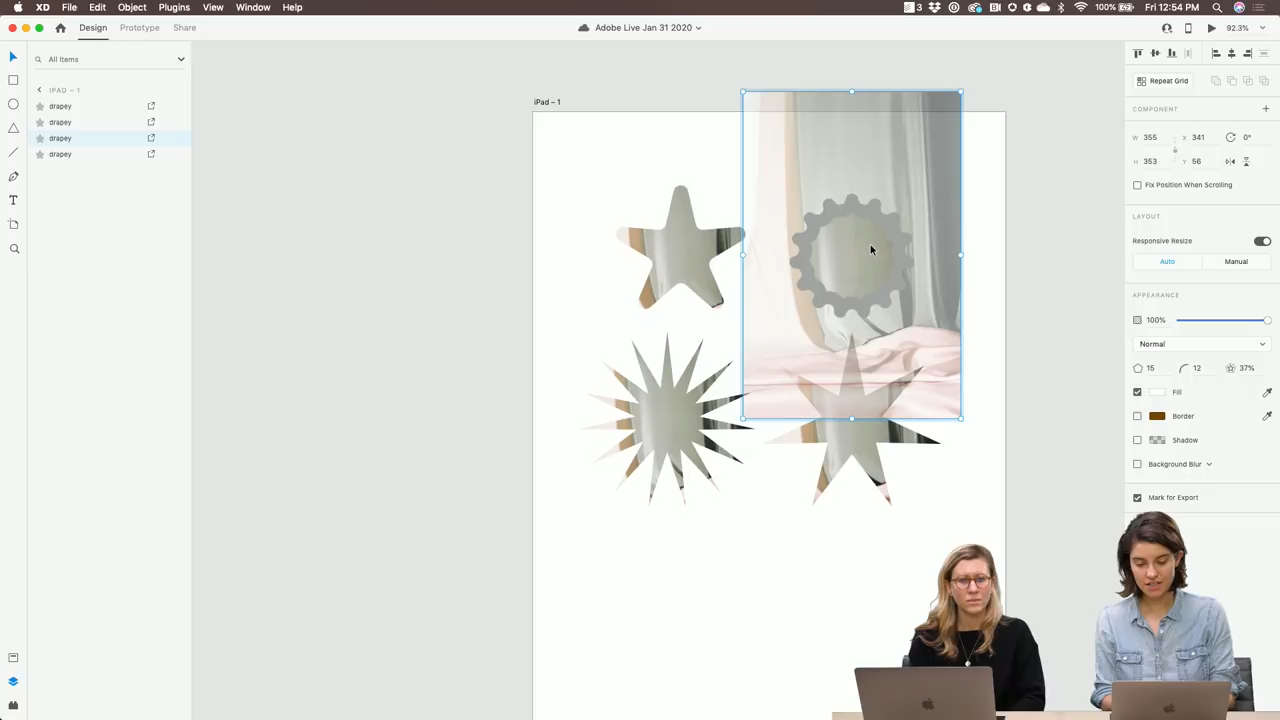 XD File Edit Object Plugins View Window Help 3 100% Fri 12:54 PM
Design Prototype Share Adobe Live Jan 31 2020 92.3%
All Items
IPAD – 1
drapey
drapey
drapey
drapey
iPad – 1
Repeat Grid
COMPONENT
W 355 X 341 0°
H 353 Y 56
Fix Position When Scrolling
LAYOUT
Responsive Resize
Auto Manual
APPEARANCE
100%
Normal
15 12 37%
Fill
Border
Shadow
Background Blur
Mark for Export